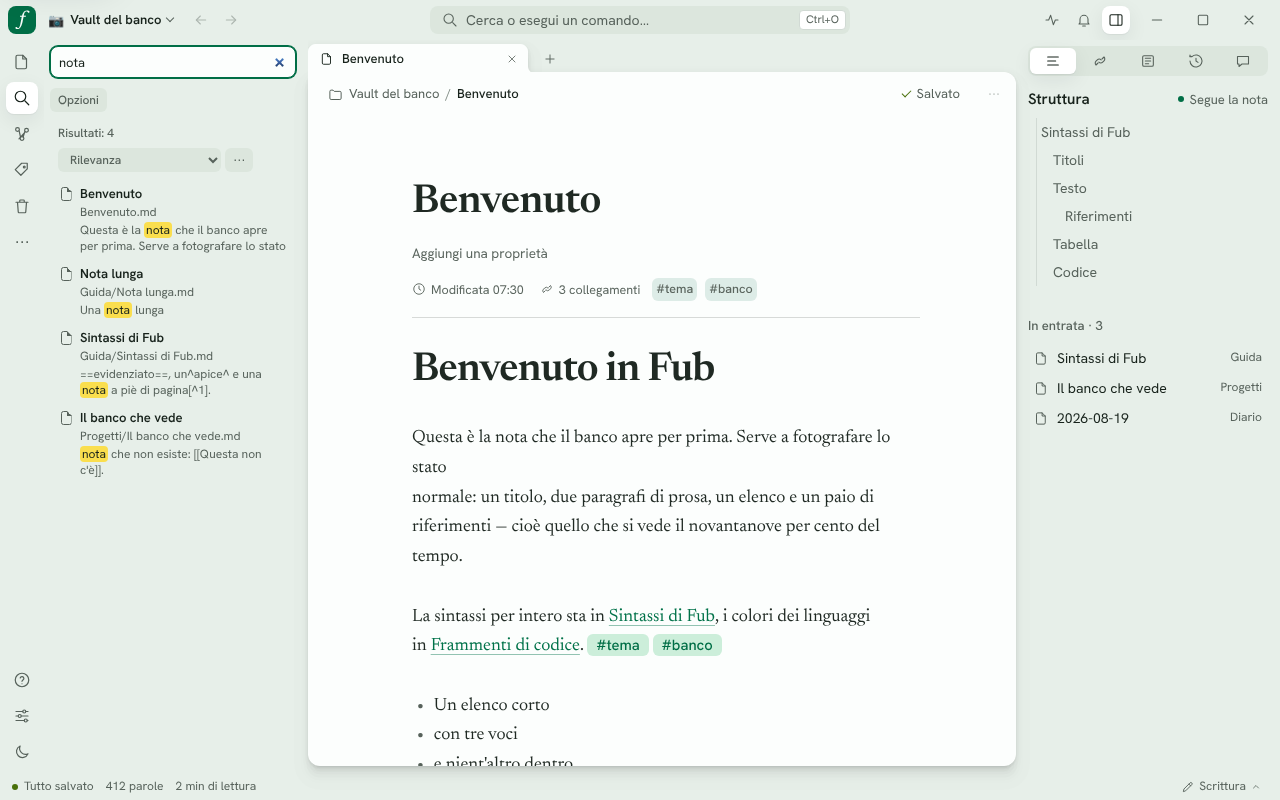 f
Vault del banco
Cerca o esegui un comando…
Ctrl+O
nota
Opzioni
Risultati: 4
Rilevanza
Benvenuto
Benvenuto.md
Questa è la nota che il banco apre
per prima. Serve a fotografare lo stato
Nota lunga
Guida/Nota lunga.md
Una nota lunga
Sintassi di Fub
Guida/Sintassi di Fub.md
==evidenziato==, un^apice^ e una
nota a piè di pagina[^1].
Il banco che vede
Progetti/Il banco che vede.md
nota che non esiste: [[Questa non
c'è]].
Benvenuto
Vault del banco / Benvenuto
Salvato
Benvenuto
Aggiungi una proprietà
Modificata 07:30
3 collegamenti
#tema
#banco
Benvenuto in Fub
Questa è la nota che il banco apre per prima. Serve a fotografare lo
stato
normale: un titolo, due paragrafi di prosa, un elenco e un paio di
riferimenti — cioè quello che si vede il novantanove per cento del
tempo.
La sintassi per intero sta in Sintassi di Fub, i colori dei linguaggi
in Frammenti di codice. #tema #banco
• Un elenco corto
• con tre voci
• e nient'altro dentro
Struttura
Segue la nota
Sintassi di Fub
Titoli
Testo
Riferimenti
Tabella
Codice
In entrata · 3
Sintassi di Fub
Guida
Il banco che vede
Progetti
2026-08-19
Diario
Tutto salvato
412 parole
2 min di lettura
Scrittura